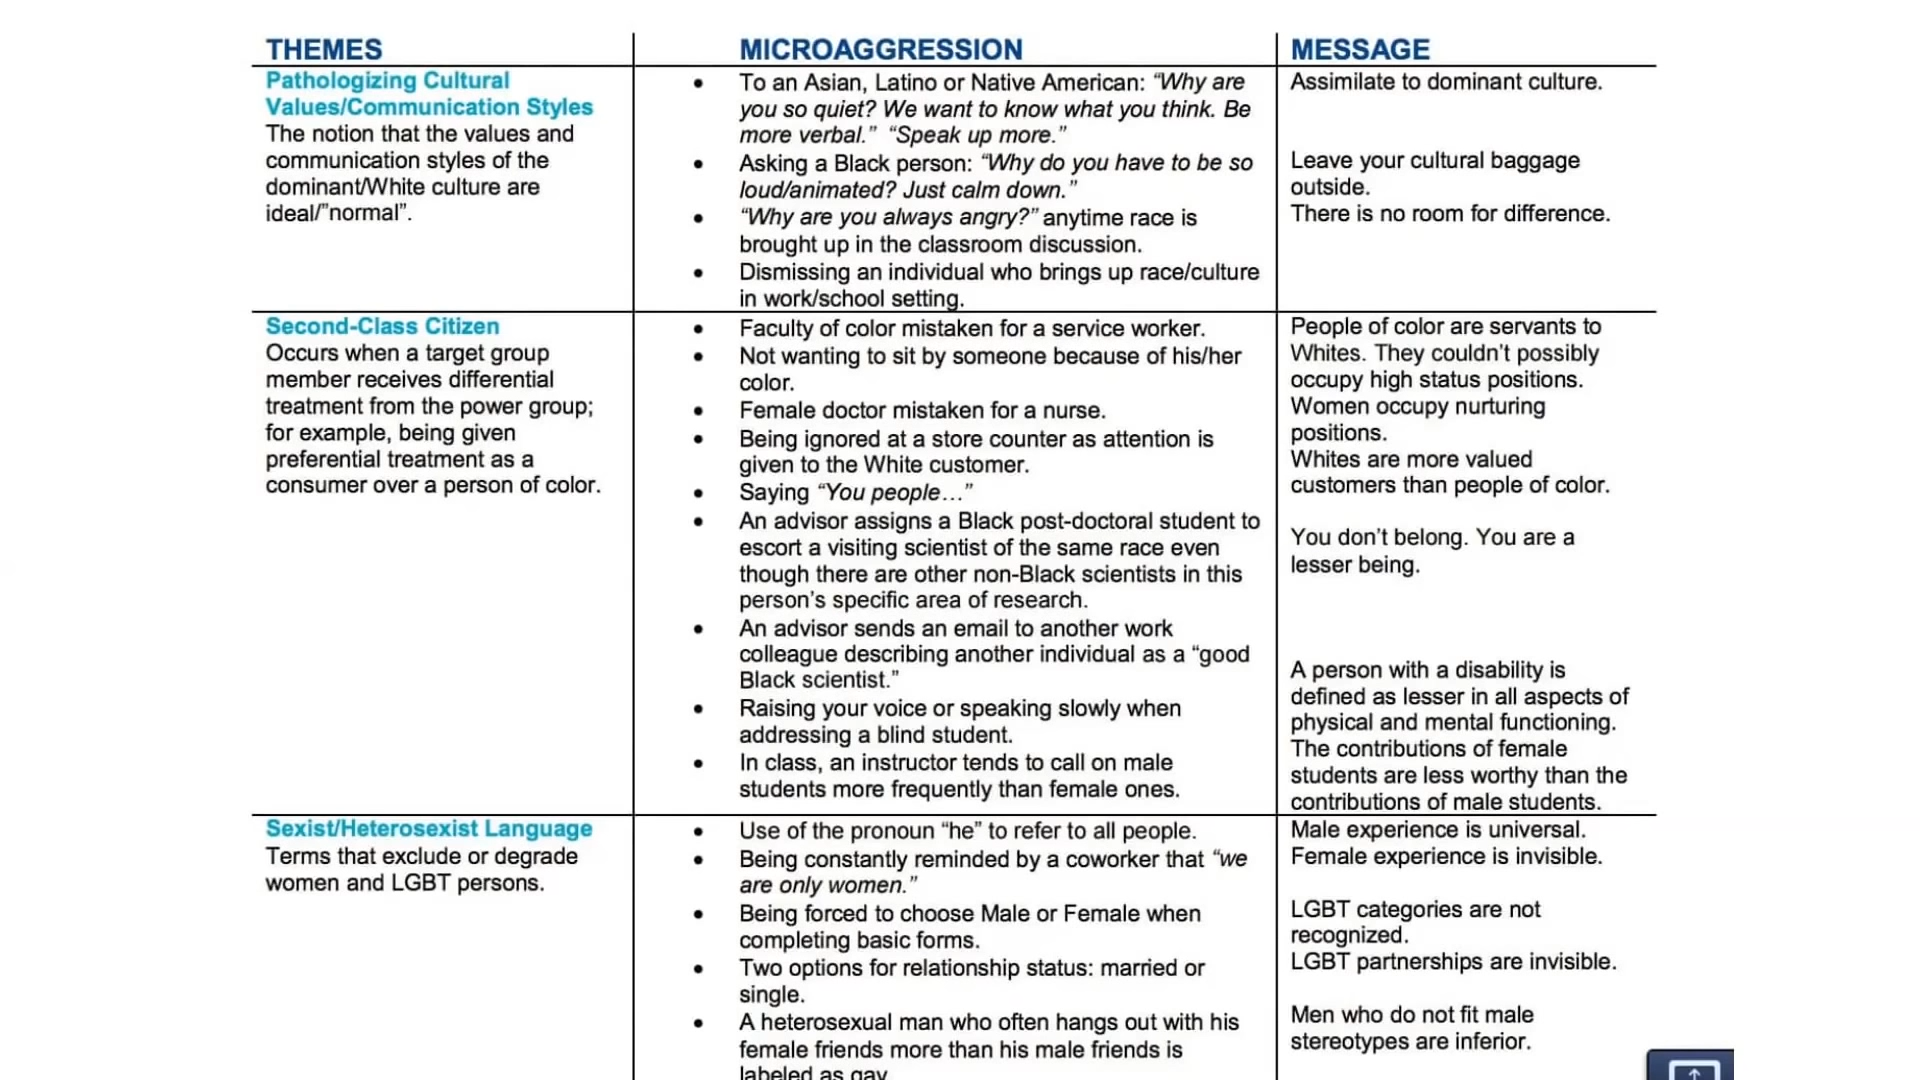 THEMES
MICROAGGRESSION
MESSAGE
Pathologizing Cultural
Values/Communication Styles
The notion that the values and
communication styles of the
dominant/White culture are
ideal/”normal”.
• To an Asian, Latino or Native American: “Why are
you so quiet? We want to know what you think. Be
more verbal.” “Speak up more.”
• Asking a Black person: “Why do you have to be so
loud/animated? Just calm down.”
• “Why are you always angry?” anytime race is
brought up in the classroom discussion.
• Dismissing an individual who brings up race/culture
in work/school setting.
Assimilate to dominant culture.
Leave your cultural baggage
outside.
There is no room for difference.
Second-Class Citizen
Occurs when a target group
member receives differential
treatment from the power group;
for example, being given
preferential treatment as a
consumer over a person of color.
• Faculty of color mistaken for a service worker.
• Not wanting to sit by someone because of his/her
color.
• Female doctor mistaken for a nurse.
• Being ignored at a store counter as attention is
given to the White customer.
• Saying “You people…”
• An advisor assigns a Black post-doctoral student to
escort a visiting scientist of the same race even
though there are other non-Black scientists in this
person’s specific area of research.
• An advisor sends an email to another work
colleague describing another individual as a “good
Black scientist.”
• Raising your voice or speaking slowly when
addressing a blind student.
• In class, an instructor tends to call on male
students more frequently than female ones.
People of color are servants to
Whites. They couldn’t possibly
occupy high status positions.
Women occupy nurturing
positions.
Whites are more valued
customers than people of color.
You don’t belong. You are a
lesser being.
A person with a disability is
defined as lesser in all aspects of
physical and mental functioning.
The contributions of female
students are less worthy than the
contributions of male students.
Sexist/Heterosexist Language
Terms that exclude or degrade
women and LGBT persons.
• Use of the pronoun “he” to refer to all people.
• Being constantly reminded by a coworker that “we
are only women.”
• Being forced to choose Male or Female when
completing basic forms.
• Two options for relationship status: married or
single.
• A heterosexual man who often hangs out with his
female friends more than his male friends is
labeled as gay.
Male experience is universal.
Female experience is invisible.
LGBT categories are not
recognized.
LGBT partnerships are invisible.
Men who do not fit male
stereotypes are inferior.